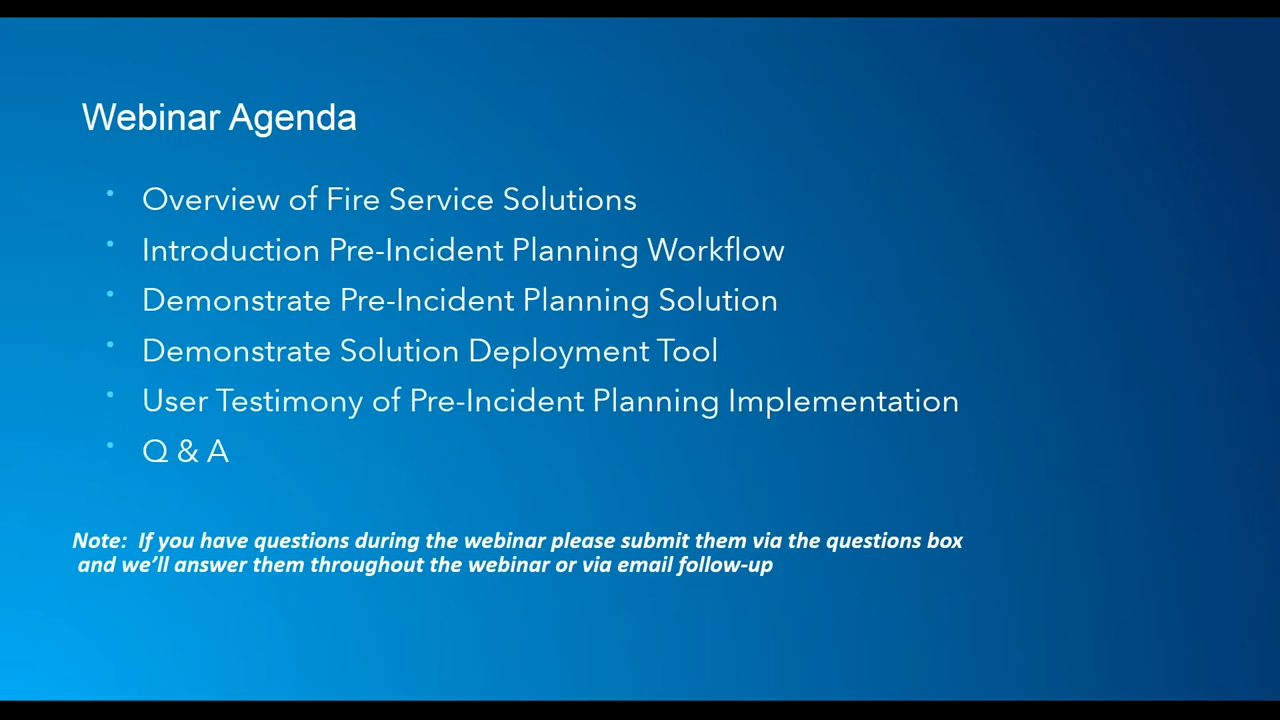 Webinar Agenda
• Overview of Fire Service Solutions
• Introduction Pre-Incident Planning Workflow
• Demonstrate Pre-Incident Planning Solution
• Demonstrate Solution Deployment Tool
• User Testimony of Pre-Incident Planning Implementation
• Q & A
Note:  If you have questions during the webinar please submit them via the questions box
and we’ll answer them throughout the webinar or via email follow-up